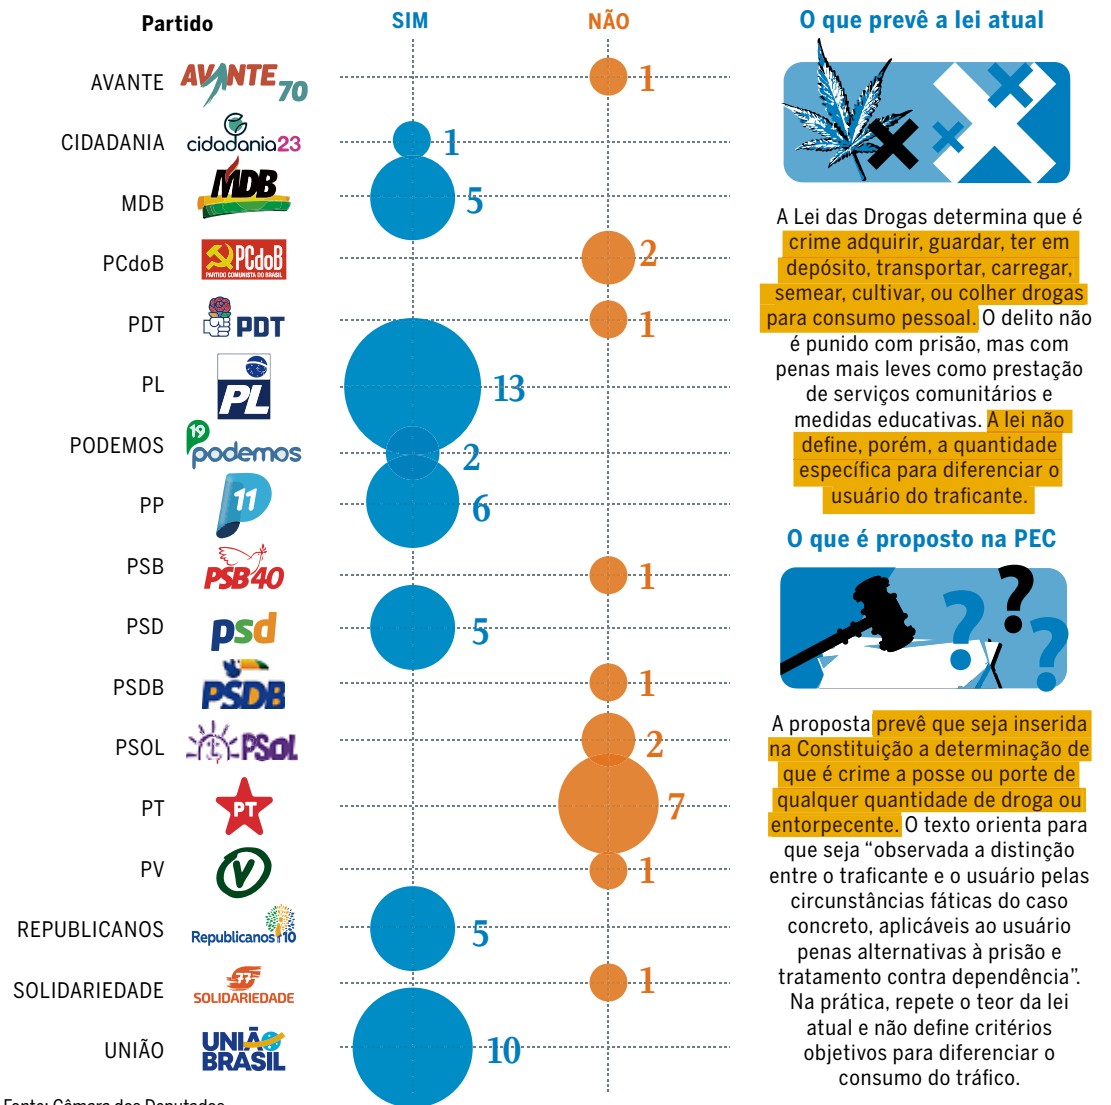 Partido SIM NÃO
AVANTE AVANTE 70 1
CIDADANIA cidadania23 1
MDB MDB 5
PCdoB PCdoB PARTIDO COMUNISTA DO BRASIL 2
PDT PDT 1
PL PL 13
PODEMOS 19 podemos 2
PP 11 6
PSB PSB40 1
PSD psd 5
PSDB PSDB 1
PSOL PSOL 2
PT PT 7
PV V 1
REPUBLICANOS Republicanos 10 5
SOLIDARIEDADE 77 SOLIDARIEDADE 1
UNIÃO UNIÃO BRASIL 10
Fonte: Câmara dos Deputados
O que prevê a lei atual
A Lei das Drogas determina que é
crime adquirir, guardar, ter em
depósito, transportar, carregar,
semear, cultivar, ou colher drogas
para consumo pessoal. O delito não
é punido com prisão, mas com
penas mais leves como prestação
de serviços comunitários e
medidas educativas. A lei não
define, porém, a quantidade
específica para diferenciar o
usuário do traficante.
O que é proposto na PEC
? ? ?
A proposta prevê que seja inserida
na Constituição a determinação de
que é crime a posse ou porte de
qualquer quantidade de droga ou
entorpecente. O texto orienta para
que seja “observada a distinção
entre o traficante e o usuário pelas
circunstâncias fáticas do caso
concreto, aplicáveis ao usuário
penas alternativas à prisão e
tratamento contra dependência”.
Na prática, repete o teor da lei
atual e não define critérios
objetivos para diferenciar o
consumo do tráfico.